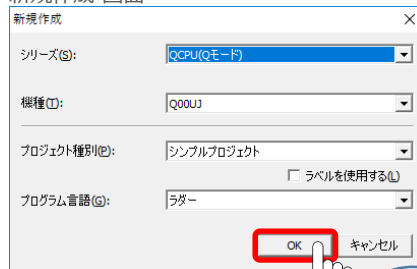 新規作成
シリーズ(S):
QCPU(Qモード)
機種(T):
Q00UJ
プロジェクト種別(P):
シンプルプロジェクト
ラベルを使用する(L)
プログラム言語(G):
ラダー
OK
キャンセル